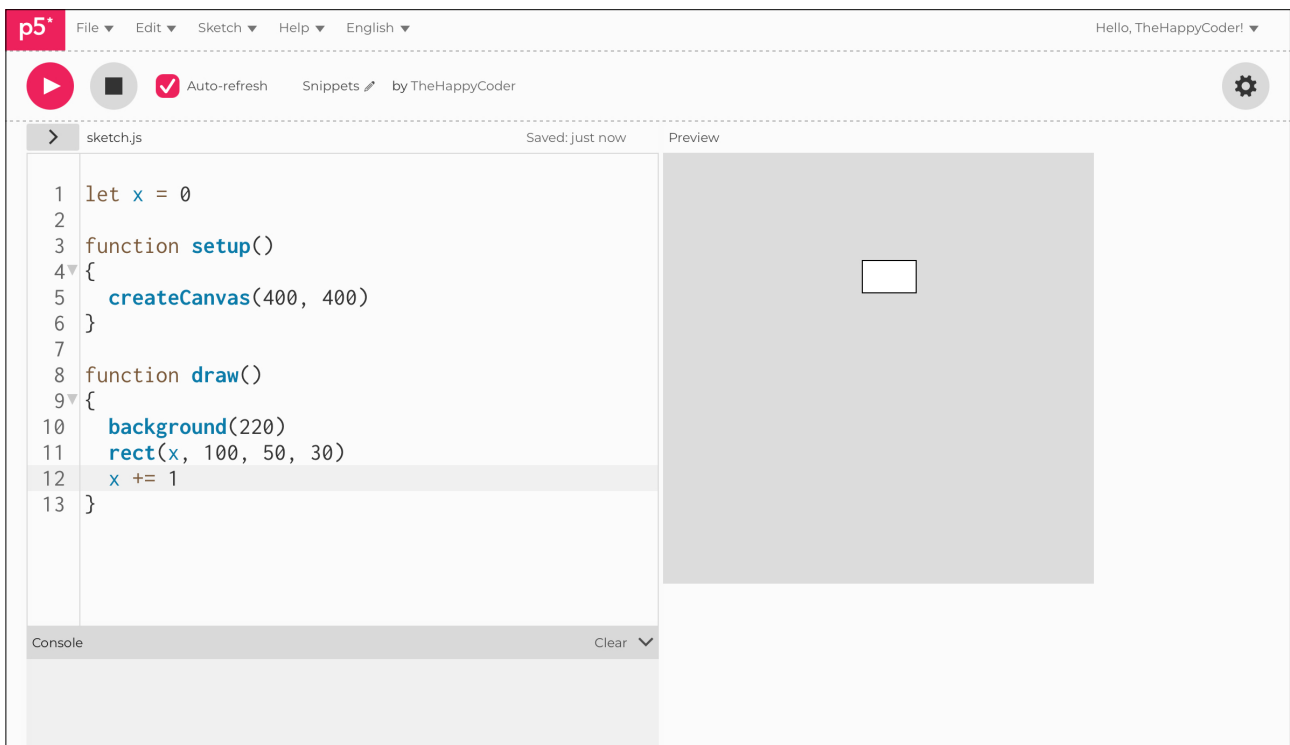 p5* File Edit Sketch Help English Hello, TheHappyCoder!
Auto-refresh Snippets by TheHappyCoder
sketch.js Saved: just now Preview
1 let x = 0
2
3 function setup()
4 {
5   createCanvas(400, 400)
6 }
7
8 function draw()
9 {
10   background(220)
11   rect(x, 100, 50, 30)
12   x += 1
13 }
Console Clear